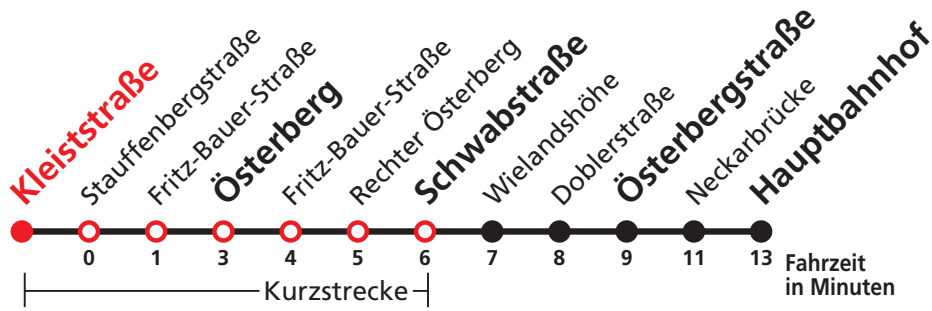 Kleiststraße
Stauffenbergstraße
Fritz-Bauer-Straße
Österberg
Fritz-Bauer-Straße
Rechter Österberg
Schwabstraße
Wielandshöhe
Doblerstraße
Österbergstraße
Neckarbrücke
Hauptbahnhof
0 1 3 4 5 6 7 8 9 11 13
Fahrzeit
in Minuten
Kurzstrecke